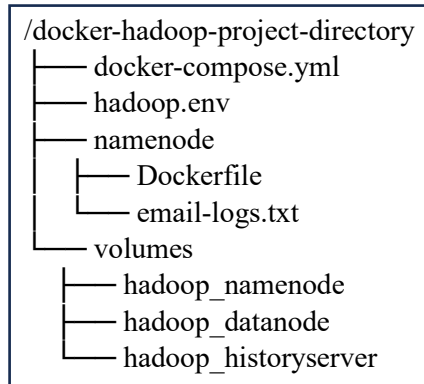 /docker-hadoop-project-directory
├── docker-compose.yml
├── hadoop.env
├── namenode
│   ├── Dockerfile
│   └── email-logs.txt
└── volumes
    ├── hadoop_namenode
    ├── hadoop_datanode
    └── hadoop_historyserver